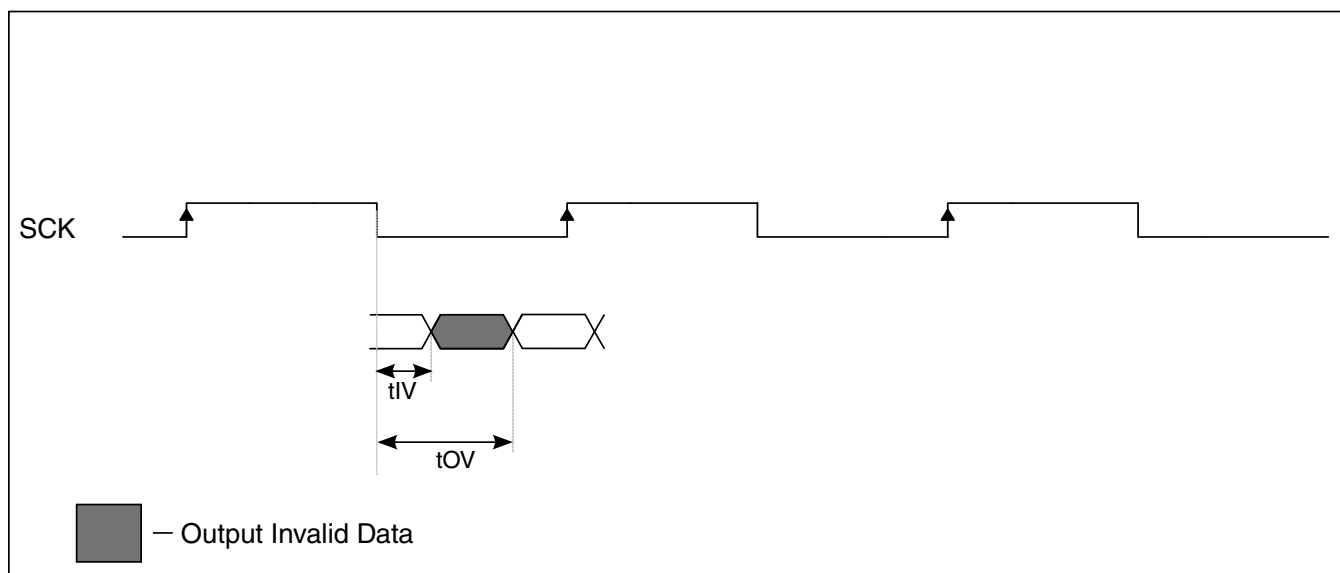 SCK
tIV
tOV
— Output Invalid Data